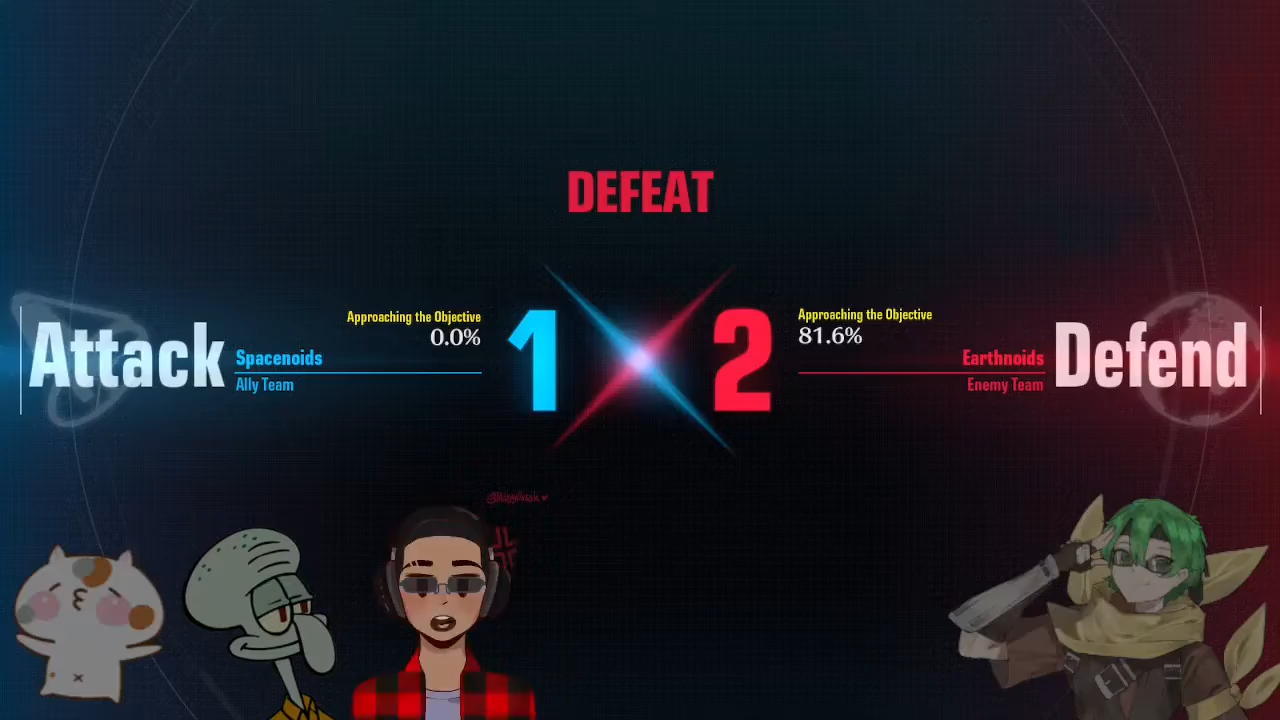 DEFEAT
Attack
Spacenoids
Ally Team
Approaching the Objective
0.0%
1
2
Approaching the Objective
81.6%
Earthnoids
Enemy Team
Defend